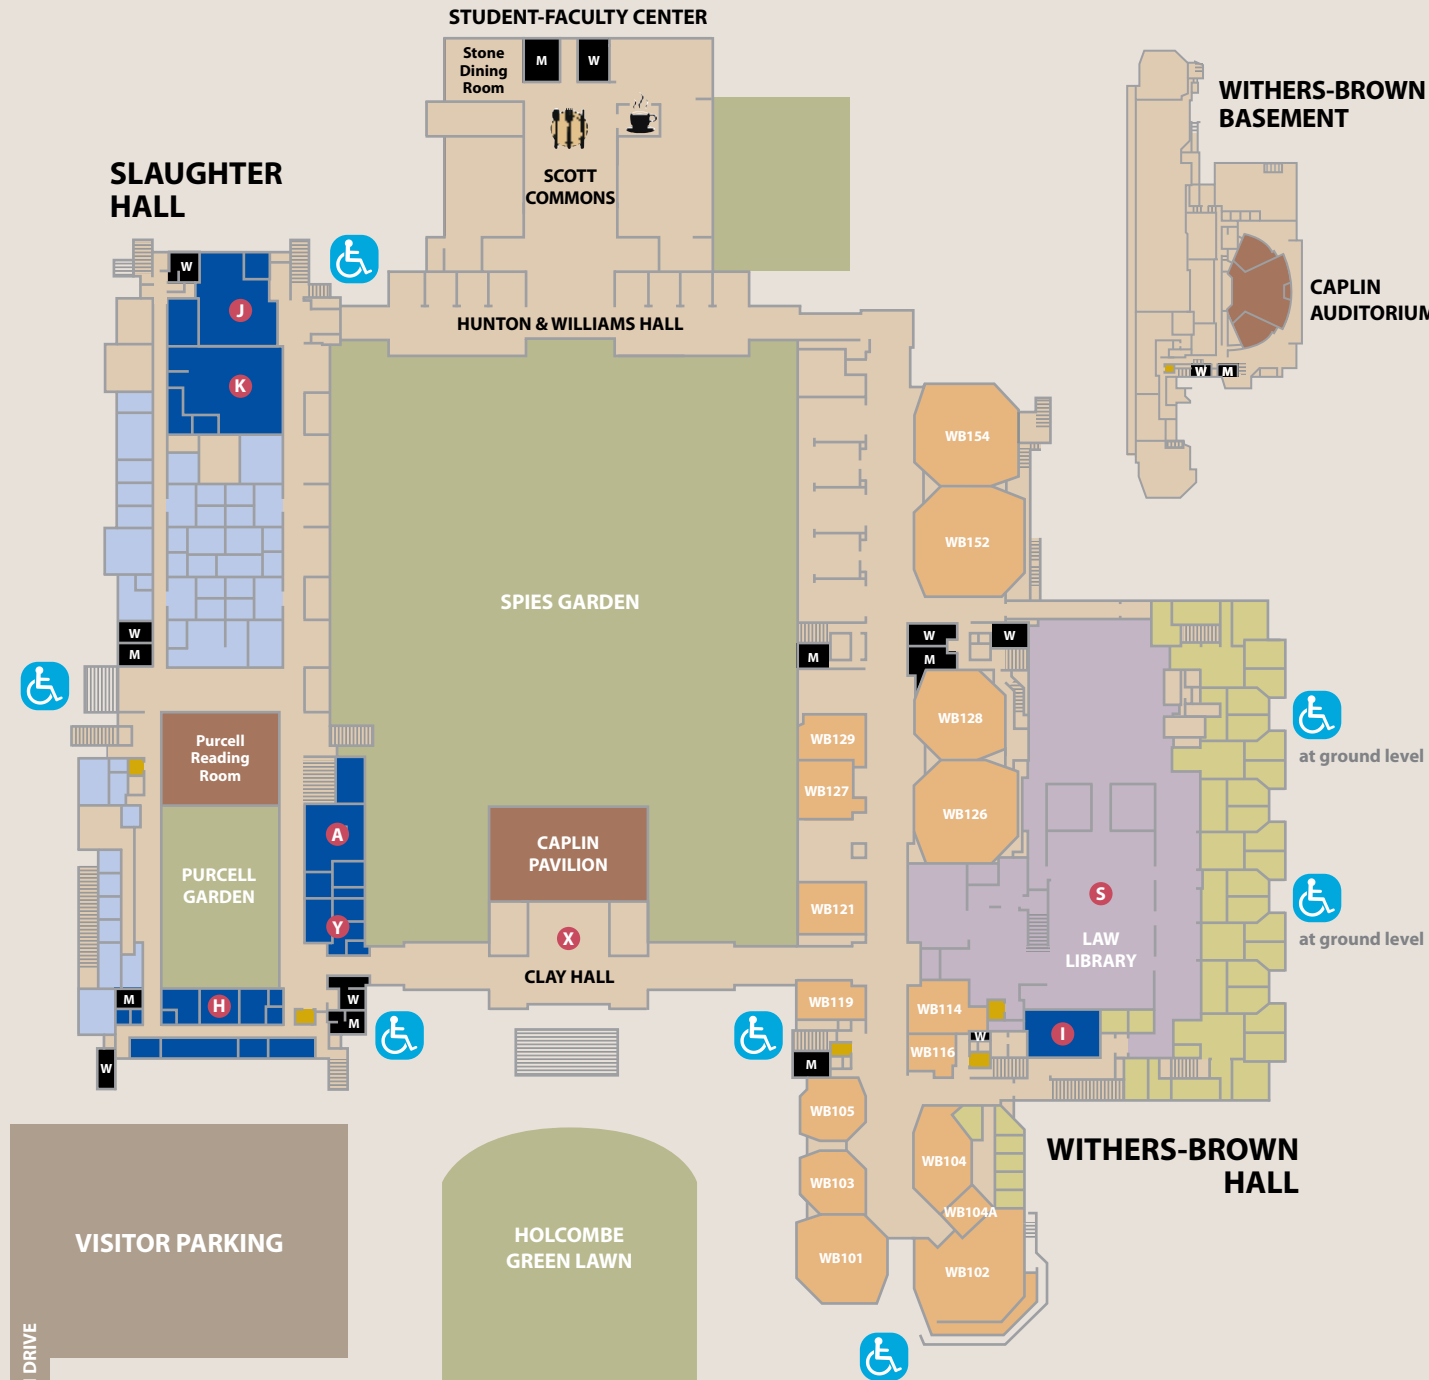 STUDENT-FACULTY CENTER
Stone
Dining
Room
M
W
SCOTT
COMMONS
WITHERS-BROWN
BASEMENT
CAPLIN
AUDITORIUM
W
M
SLAUGHTER
HALL
W
J
K
HUNTON & WILLIAMS HALL
WB154
WB152
SPIES GARDEN
W
M
M
W
M
W
Purcell
Reading
Room
WB129
WB127
WB128
WB126
at ground level
A
CAPLIN
PAVILION
PURCELL
GARDEN
Y
X
WB121
S
LAW
LIBRARY
at ground level
CLAY HALL
M
H
W
M
W
WB119
WB114
WB116
W
I
M
WB105
WB103
WB101
WB104
WB104A
WB102
WITHERS-BROWN
HALL
VISITOR PARKING
HOLCOMBE
GREEN LAWN
DRIVE